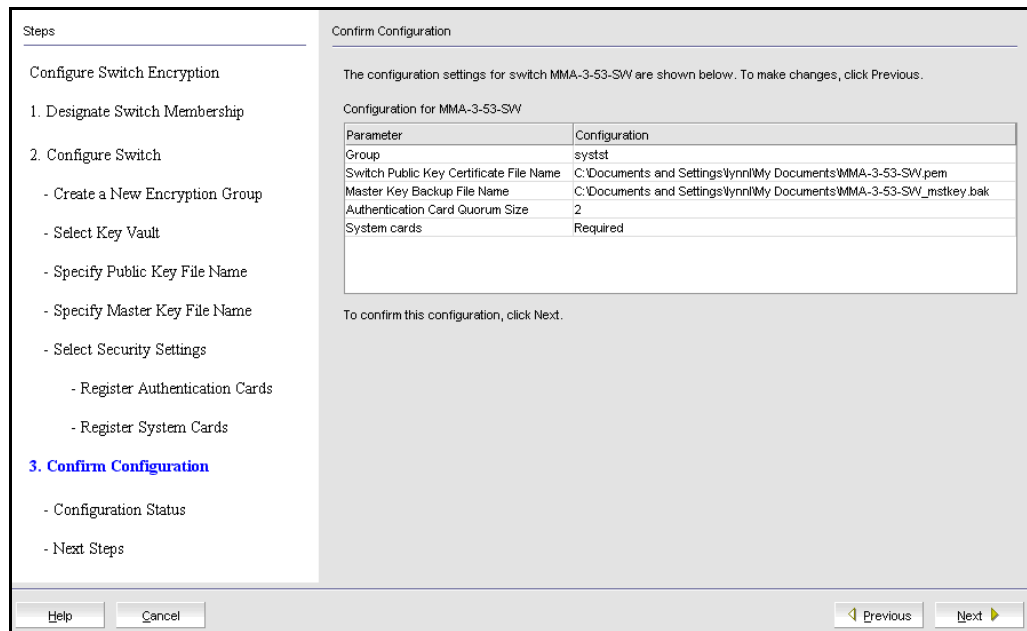 Steps
Configure Switch Encryption
1. Designate Switch Membership
2. Configure Switch
- Create a New Encryption Group
- Select Key Vault
- Specify Public Key File Name
- Specify Master Key File Name
- Select Security Settings
- Register Authentication Cards
- Register System Cards
3. Confirm Configuration
- Configuration Status
- Next Steps
Confirm Configuration
The configuration settings for switch MMA-3-53-SW are shown below. To make changes, click Previous.
Configuration for MMA-3-53-SW
Parameter Configuration
Group systst
Switch Public Key Certificate File Name C:\Documents and Settings\lynnl\My Documents\MMA-3-53-SW.pem
Master Key Backup File Name C:\Documents and Settings\lynnl\My Documents\MMA-3-53-SW_mstkey.bak
Authentication Card Quorum Size 2
System cards Required
To confirm this configuration, click Next.
Help Cancel Previous Next